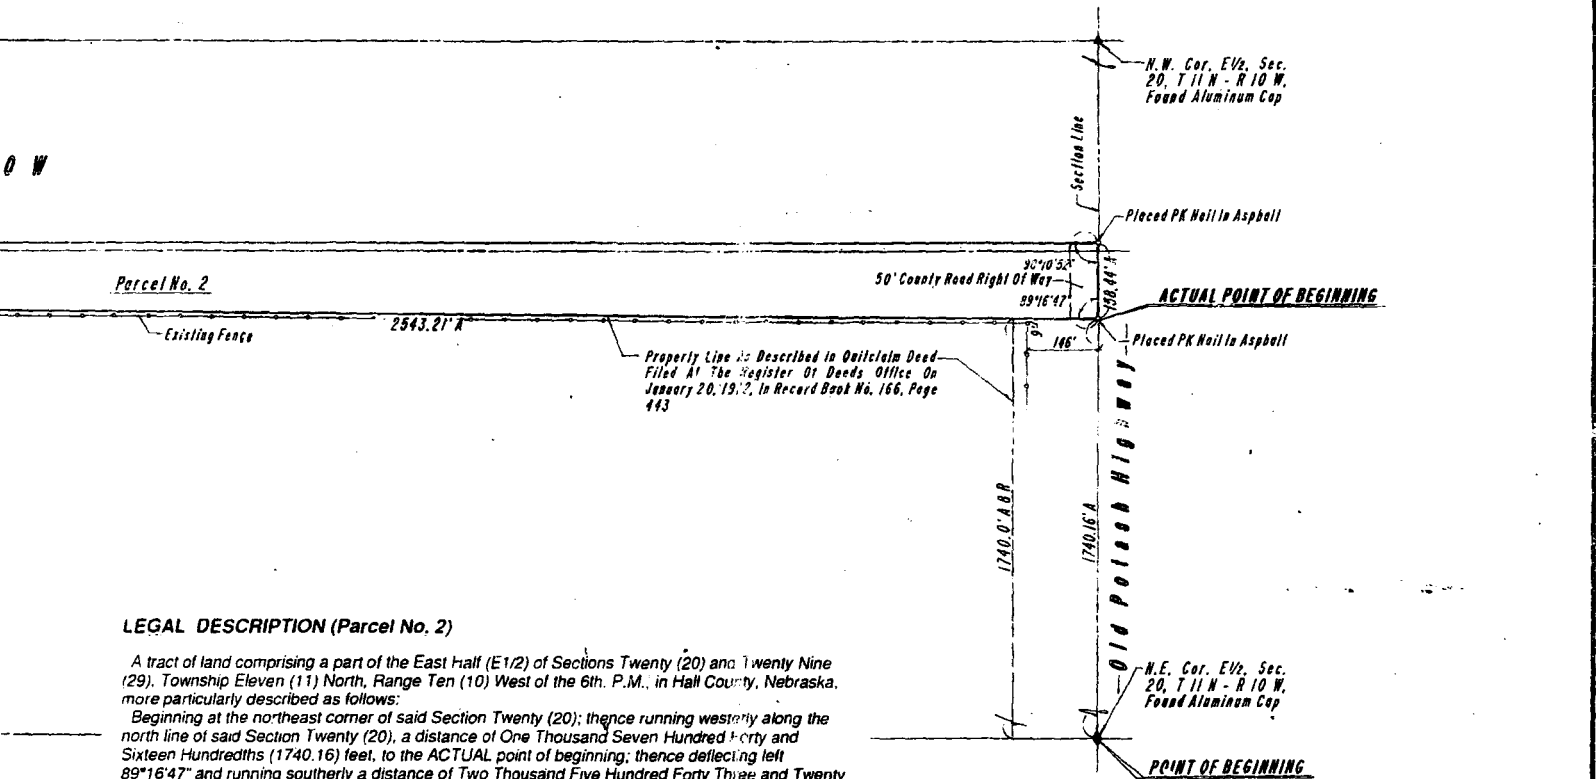 N.W. Cor. E1/2, Sec.
20, T 11 N - R 10 W,
Found Aluminum Cap
0 W
Section Line
Placed PK Nail In Asphalt
90°10'52"
Parcel No. 2
50' County Road Right Of Way
198.44' A
ACTUAL POINT OF BEGINNING
89°16'47"
2543.21' A
Existing Fence
146'
Placed PK Nail In Asphalt
Property Line As Described In Quitclaim Deed
Filed At The Register Of Deeds Office On
January 20, In Record Book No. 166, Page
443
1740.0' A & R
1740.16' A
Old Potash Highway
LEGAL DESCRIPTION (Parcel No. 2)
A tract of land comprising a part of the East Half (E1/2) of Sections Twenty (20) and Twenty Nine
(29), Township Eleven (11) North, Range Ten (10) West of the 6th. P.M., in Hall County, Nebraska,
more particularly described as follows:
Beginning at the northeast corner of said Section Twenty (20); thence running westerly along the
north line of said Section Twenty (20), a distance of One Thousand Seven Hundred Forty and
Sixteen Hundredths (1740.16) feet, to the ACTUAL point of beginning; thence deflecting left
89°16'47" and running southerly a distance of Two Thousand Five Hundred Forty Three and Twenty
N.E. Cor. E1/2, Sec.
20, T 11 N - R 10 W,
Found Aluminum Cap
POINT OF BEGINNING